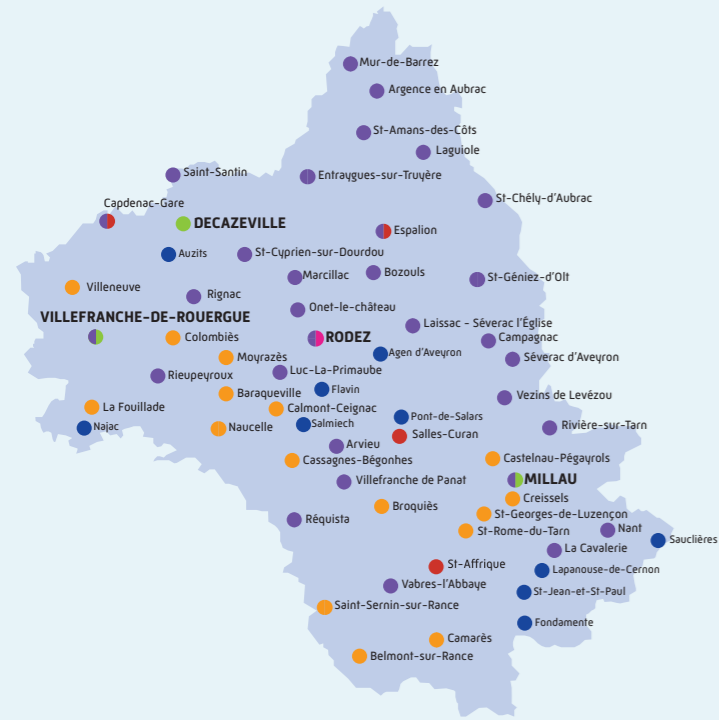 Mur-de-Barrez
Argence en Aubrac
St-Amans-des-Côts
Laguiole
Saint-Santin
Entraygues-sur-Truyère
St-Chély-d'Aubrac
Capdenac-Gare
DECAZEVILLE
Espalion
Auzits
St-Cyprien-sur-Dourdou
Marcillac
Bozouls
St-Géniez-d'Olt
Villeneuve
Rignac
Onet-le-château
VILLEFRANCHE-DE-ROUERGUE
Laissac - Séverac l'Église
Colombiès
RODEZ
Campagnac
Agen d'Aveyron
Moyrazès
Séverac d'Aveyron
Rieupeyroux
Luc-La-Primaube
Flavin
Baraqueville
Vezins de Levézou
La Fouillade
Calmont-Ceignac
Pont-de-Salars
Najac
Naucelle
Salmiech
Salles-Curan
Rivière-sur-Tarn
Arvieu
Cassagnes-Bégonhes
Castelnau-Pégayrols
Villefranche de Panat
MILLAU
Creissels
Broquiès
St-Georges-de-Luzençon
Réquista
St-Rome-du-Tarn
Nant
Sauclières
La Cavalerie
St-Affrique
Lapanouse-de-Cernon
Vabres-l'Abbaye
St-Jean-et-St-Paul
Saint-Sernin-sur-Rance
Fondamente
Camarès
Belmont-sur-Rance